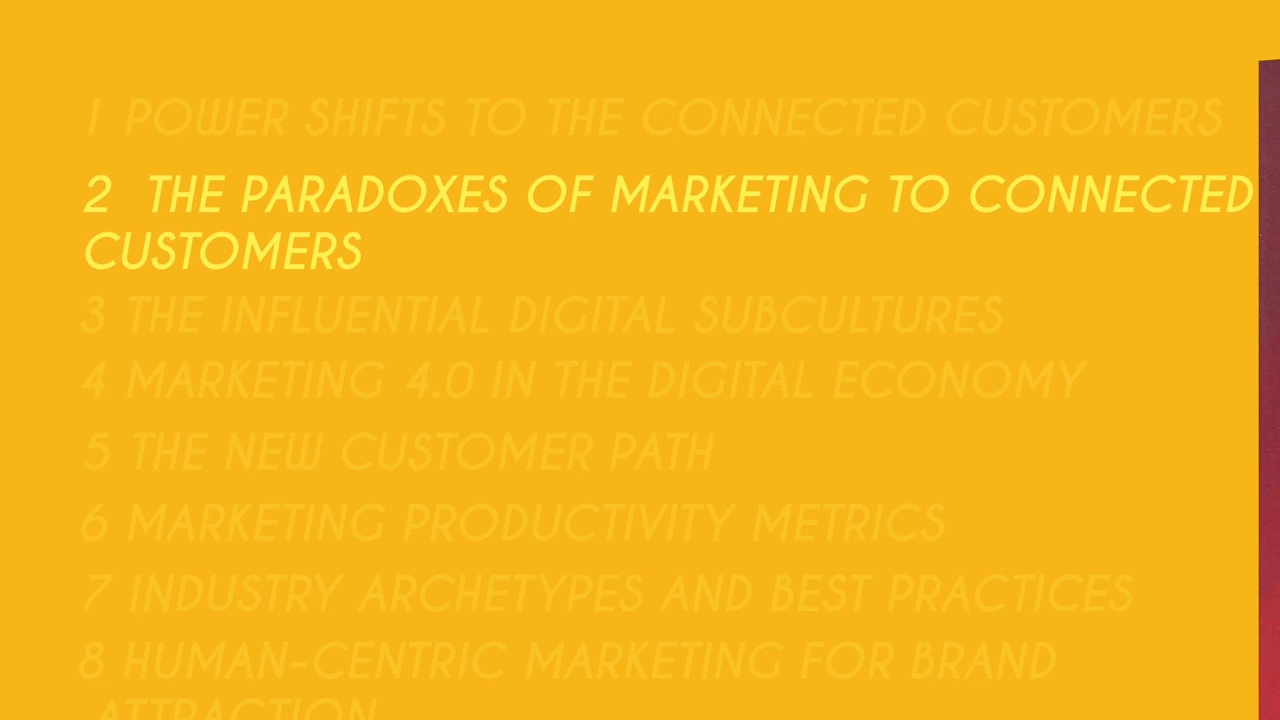 1 POWER SHIFTS TO THE CONNECTED CUSTOMERS
2 THE PARADOXES OF MARKETING TO CONNECTED
CUSTOMERS
3 THE INFLUENTIAL DIGITAL SUBCULTURES
4 MARKETING 4.0 IN THE DIGITAL ECONOMY
5 THE NEW CUSTOMER PATH
6 MARKETING PRODUCTIVITY METRICS
7 INDUSTRY ARCHETYPES AND BEST PRACTICES
8 HUMAN-CENTRIC MARKETING FOR BRAND
ATTRACTION